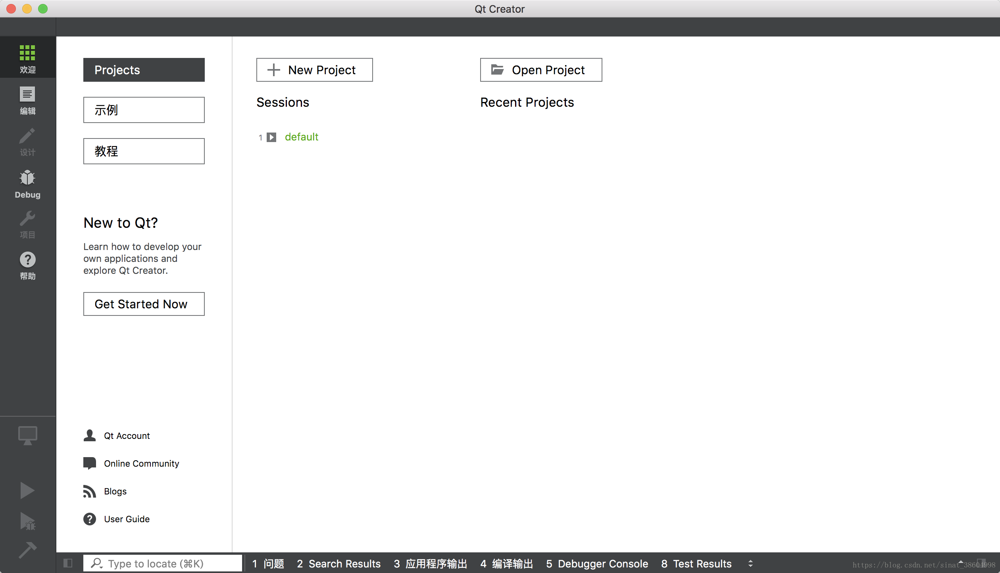 Qt Creator
欢迎
编辑
设计
Debug
项目
帮助
Projects
示例
教程
New to Qt?
Learn how to develop your
own applications and
explore Qt Creator.
Get Started Now
Qt Account
Online Community
Blogs
User Guide
New Project
Sessions
1 default
Open Project
Recent Projects
Type to locate (⌘K)
1 问题 2 Search Results 3 应用程序输出 4 编译输出 5 Debugger Console 8 Test Results
https://blog.csdn.net/sinat_38604998